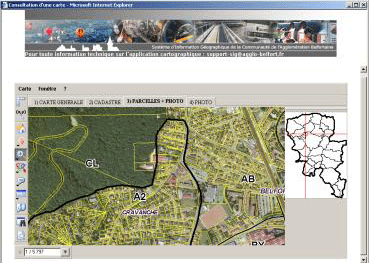 Consultation d'une carte - Microsoft Internet Explorer
Système d'Information Géographique de la Communauté de l'Agglomération Belfortaine
Pour toute information technique sur l'application cartographique : support-sig@agglo-belfort.fr
Carte Fenêtre ?
1) CARTE GENERALE 2) CADASTRE 3) PARCELLES + PHOTO 4) PHOTO
CL
AB
A2
BELFOR
CRAVANCHE
BY
1 / 5 797